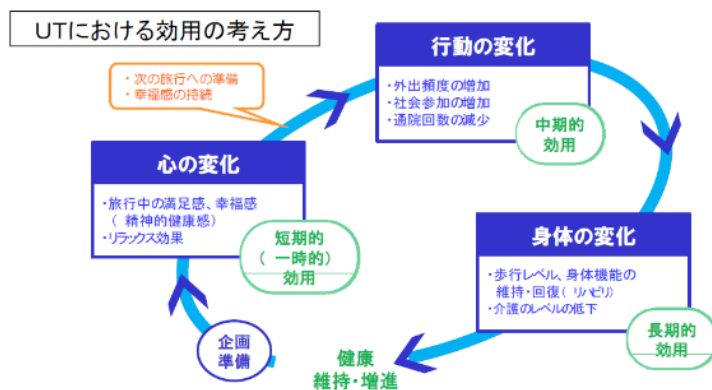 UTにおける効用の考え方
・次の旅行への準備
・幸福感の持続
行動の変化
・外出頻度の増加
・社会参加の増加
・通院回数の減少
中期的
効用
心の変化
・旅行中の満足感、幸福感
(精神的健康感)
・リラックス効果
短期的
(一時的)
効用
身体の変化
・歩行レベル、身体機能の
維持・回復(リハビリ)
・介護のレベルの低下
長期的
効用
企画
準備
健康
維持・増進